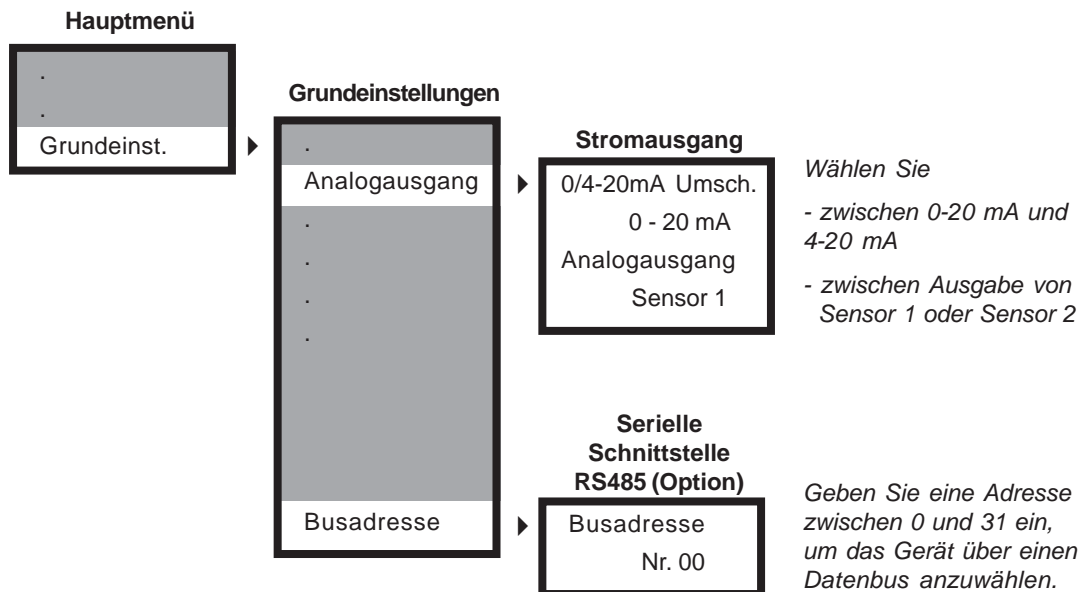 Hauptmenü
.
.
Grundeinst.
Grundeinstellungen
.
Analogausgang
.
.
.
.
Busadresse
Stromausgang
0/4-20mA Umsch.
0 - 20 mA
Analogausgang
Sensor 1
Wählen Sie
- zwischen 0-20 mA und
4-20 mA
- zwischen Ausgabe von
Sensor 1 oder Sensor 2
Serielle
Schnittstelle
RS485 (Option)
Busadresse
Nr. 00
Geben Sie eine Adresse
zwischen 0 und 31 ein,
um das Gerät über einen
Datenbus anzuwählen.